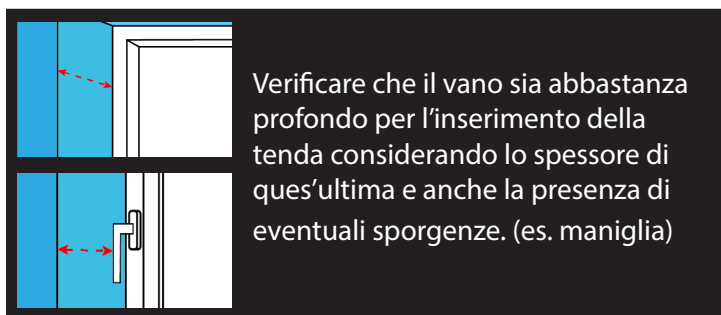 Verificare che il vano sia abbastanza
profondo per l'inserimento della
tenda considerando lo spessore di
ques'ultima e anche la presenza di
eventuali sporgenze. (es. maniglia)